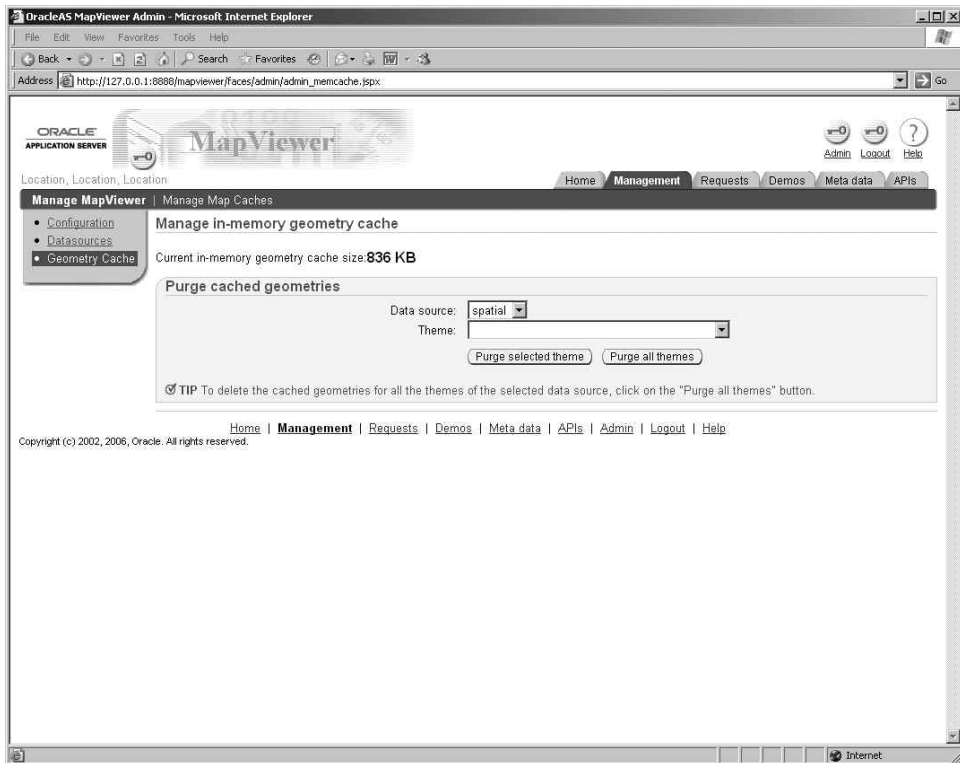 OracleAS MapViewer Admin - Microsoft Internet Explorer
File Edit View Favorites Tools Help
Back Search Favorites
Address http://127.0.0.1:8888/mapviewer/faces/admin/admin_memcache.jspx Go
ORACLE
APPLICATION SERVER
MapViewer
Admin Logout Help
Location, Location, Location
Home Management Requests Demos Meta data APIs
Manage MapViewer | Manage Map Caches
Configuration
Datasources
Geometry Cache
Manage in-memory geometry cache
Current in-memory geometry cache size:836 KB
Purge cached geometries
Data source: spatial
Theme:
Purge selected theme Purge all themes
TIP To delete the cached geometries for all the themes of the selected data source, click on the "Purge all themes" button.
Home | Management | Requests | Demos | Meta data | APIs | Admin | Logout | Help
Copyright (c) 2002, 2006, Oracle. All rights reserved.
Internet